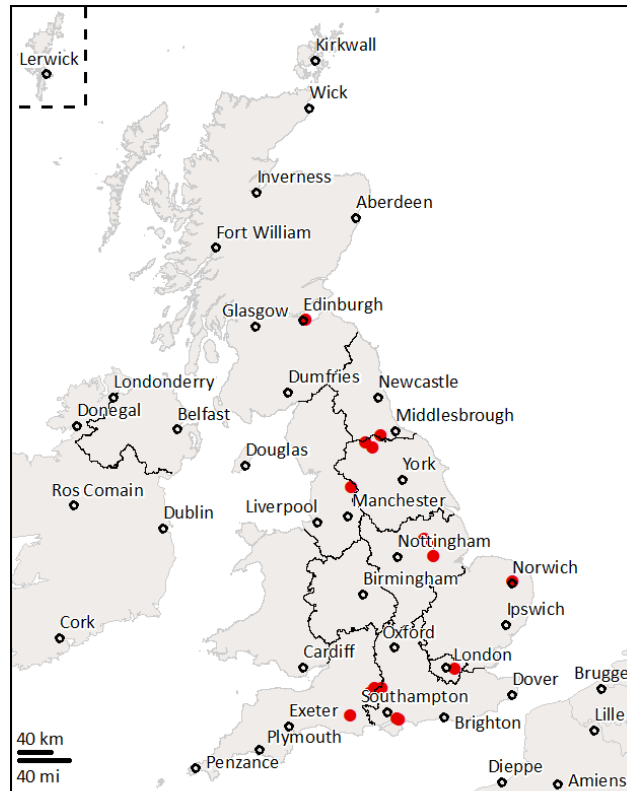 Kirkwall
Lerwick
Wick
Inverness
Aberdeen
Fort William
Glasgow
Edinburgh
Londonderry
Dumfries
Newcastle
Donegal
Belfast
Middlesbrough
Douglas
York
Ros Comain
Liverpool
Manchester
Dublin
Nottingham
Norwich
Birmingham
Ipswich
Cork
Oxford
Cardiff
London
Brugge
Southampton
Dover
Exeter
Brighton
Lille
Plymouth
40 km
Penzance
40 mi
Dieppe
Amiens